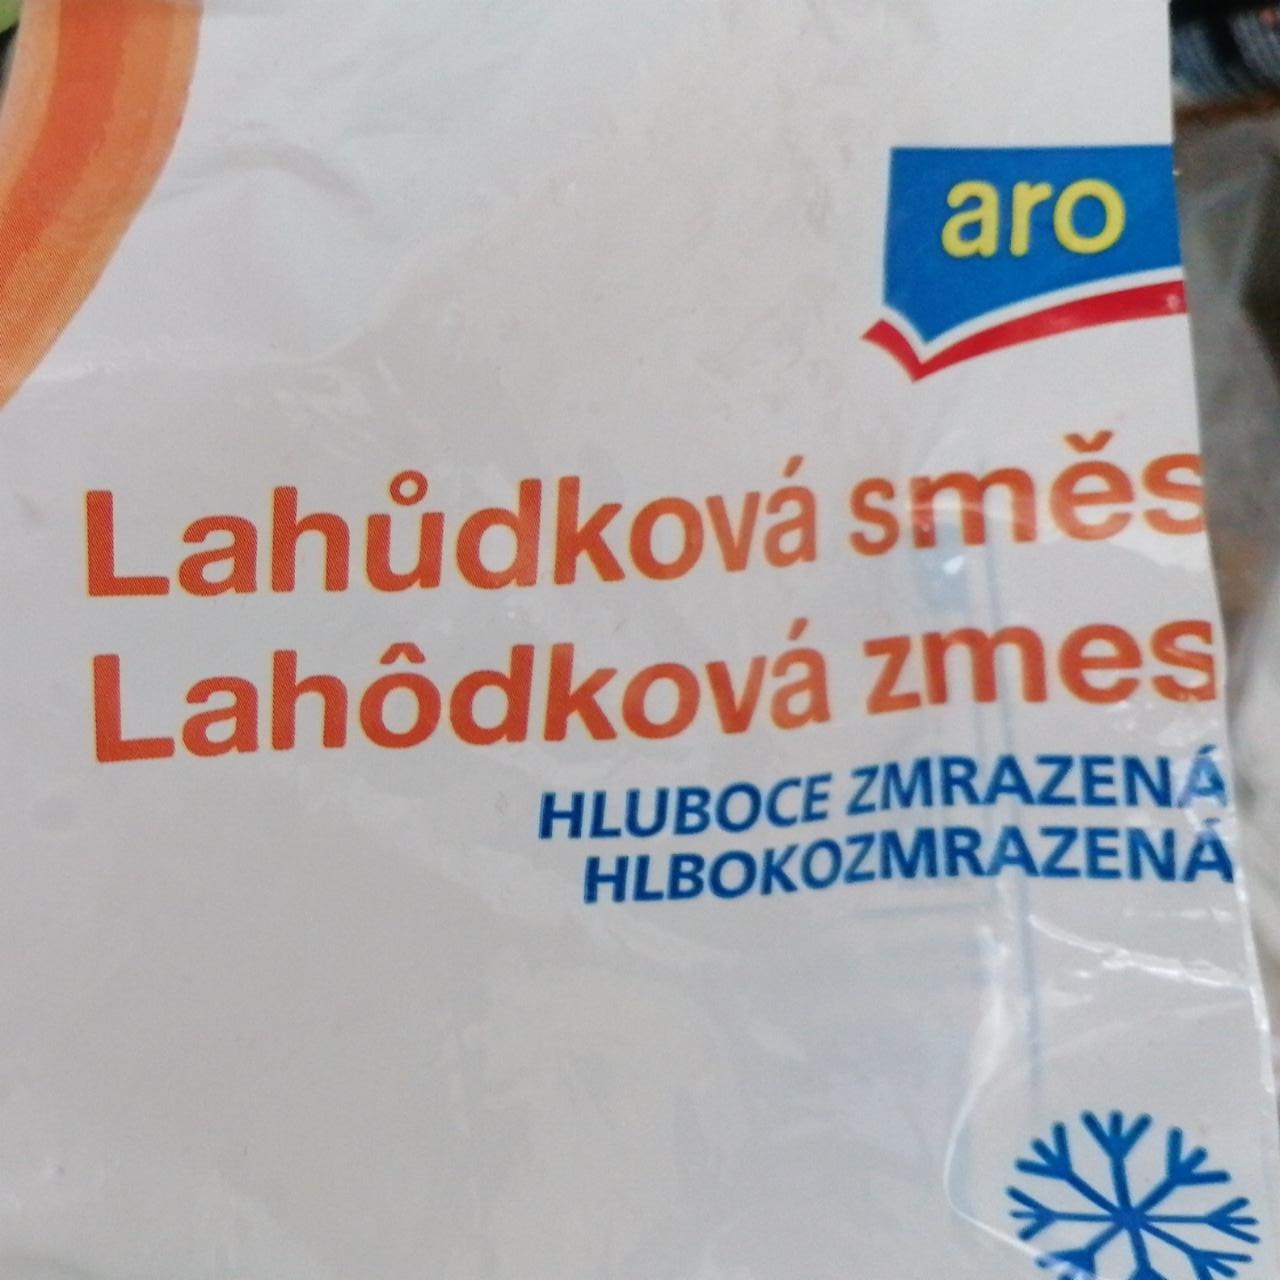 aro
Lahůdková směs
Lahôdková zmes
HLUBOCE ZMRAZENÁ
HLBOKOZMRAZENÁ